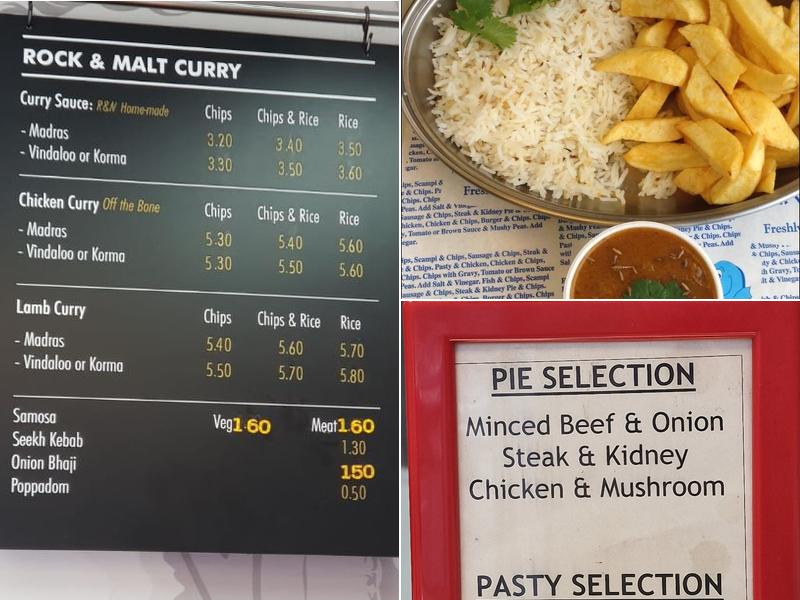 ROCK & MALT CURRY
Curry Sauce: R&N Home-made Chips Chips & Rice Rice
- Madras 3.20 3.40 3.50
- Vindaloo or Korma 3.30 3.50 3.60
Chicken Curry Off the Bone Chips Chips & Rice Rice
- Madras 5.30 5.40 5.60
- Vindaloo or Korma 5.30 5.50 5.60
Lamb Curry Chips Chips & Rice Rice
- Madras 5.40 5.60 5.70
- Vindaloo or Korma 5.50 5.70 5.80
Samosa Veg 1.60 Meat 1.60
Seekh Kebab 1.30
Onion Bhaji 150
Poppadom 0.50
PIE SELECTION
Minced Beef & Onion
Steak & Kidney
Chicken & Mushroom
PASTY SELECTION